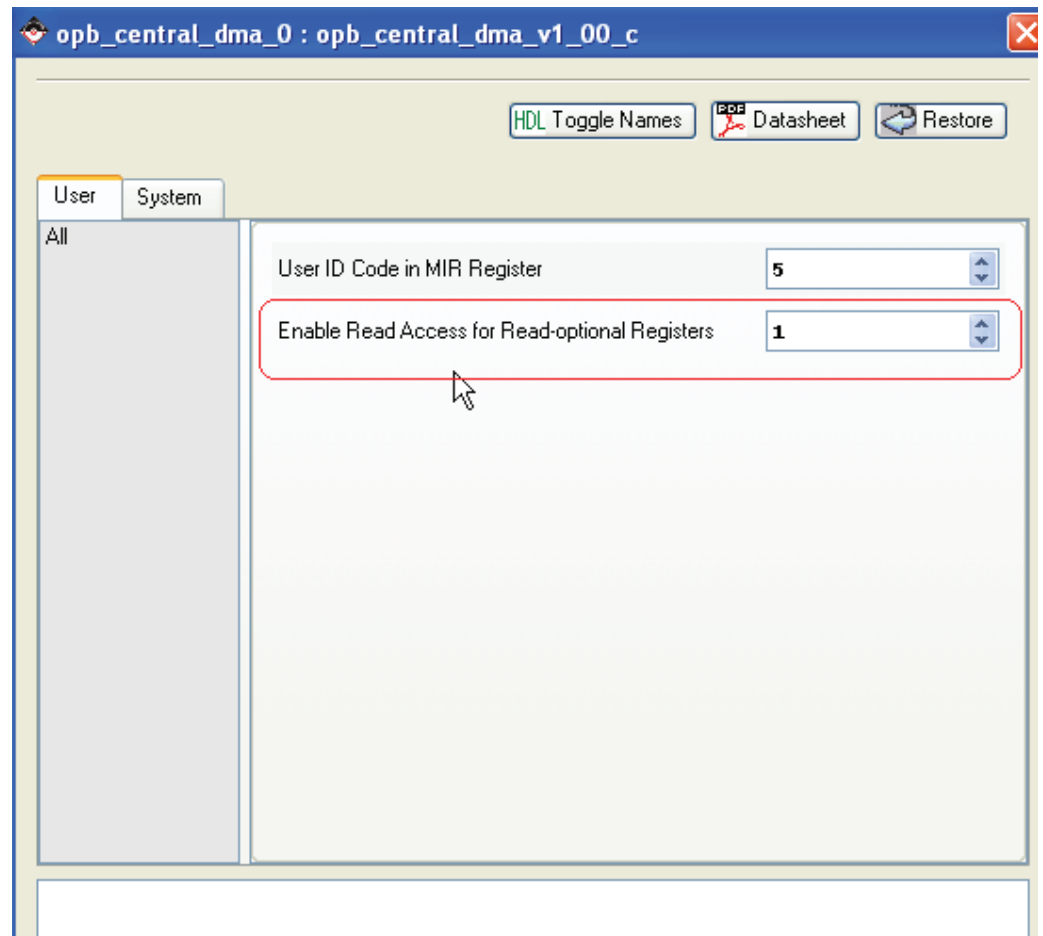 opb_central_dma_0 : opb_central_dma_v1_00_c
HDL Toggle Names PDF Datasheet Restore
User System
All
User ID Code in MIR Register 5
Enable Read Access for Read-optional Registers 1